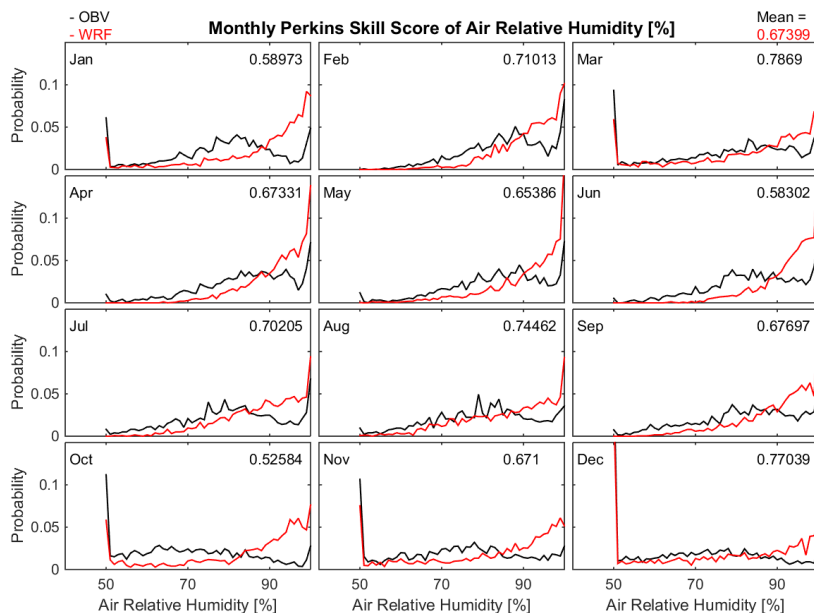 - OBV
- WRF
Monthly Perkins Skill Score of Air Relative Humidity [%]
Mean =
0.67399
Jan 0.58973
Feb 0.71013
Mar 0.7869
0.1
0.05
0
Probability
Apr 0.67331
May 0.65386
Jun 0.58302
0.1
0.05
0
Probability
Jul 0.70205
Aug 0.74462
Sep 0.67697
0.1
0.05
0
Probability
Oct 0.52584
Nov 0.671
Dec 0.77039
0.1
0.05
0
Probability
50 70 90
50 70 90
50 70 90
Air Relative Humidity [%]
Air Relative Humidity [%]
Air Relative Humidity [%]